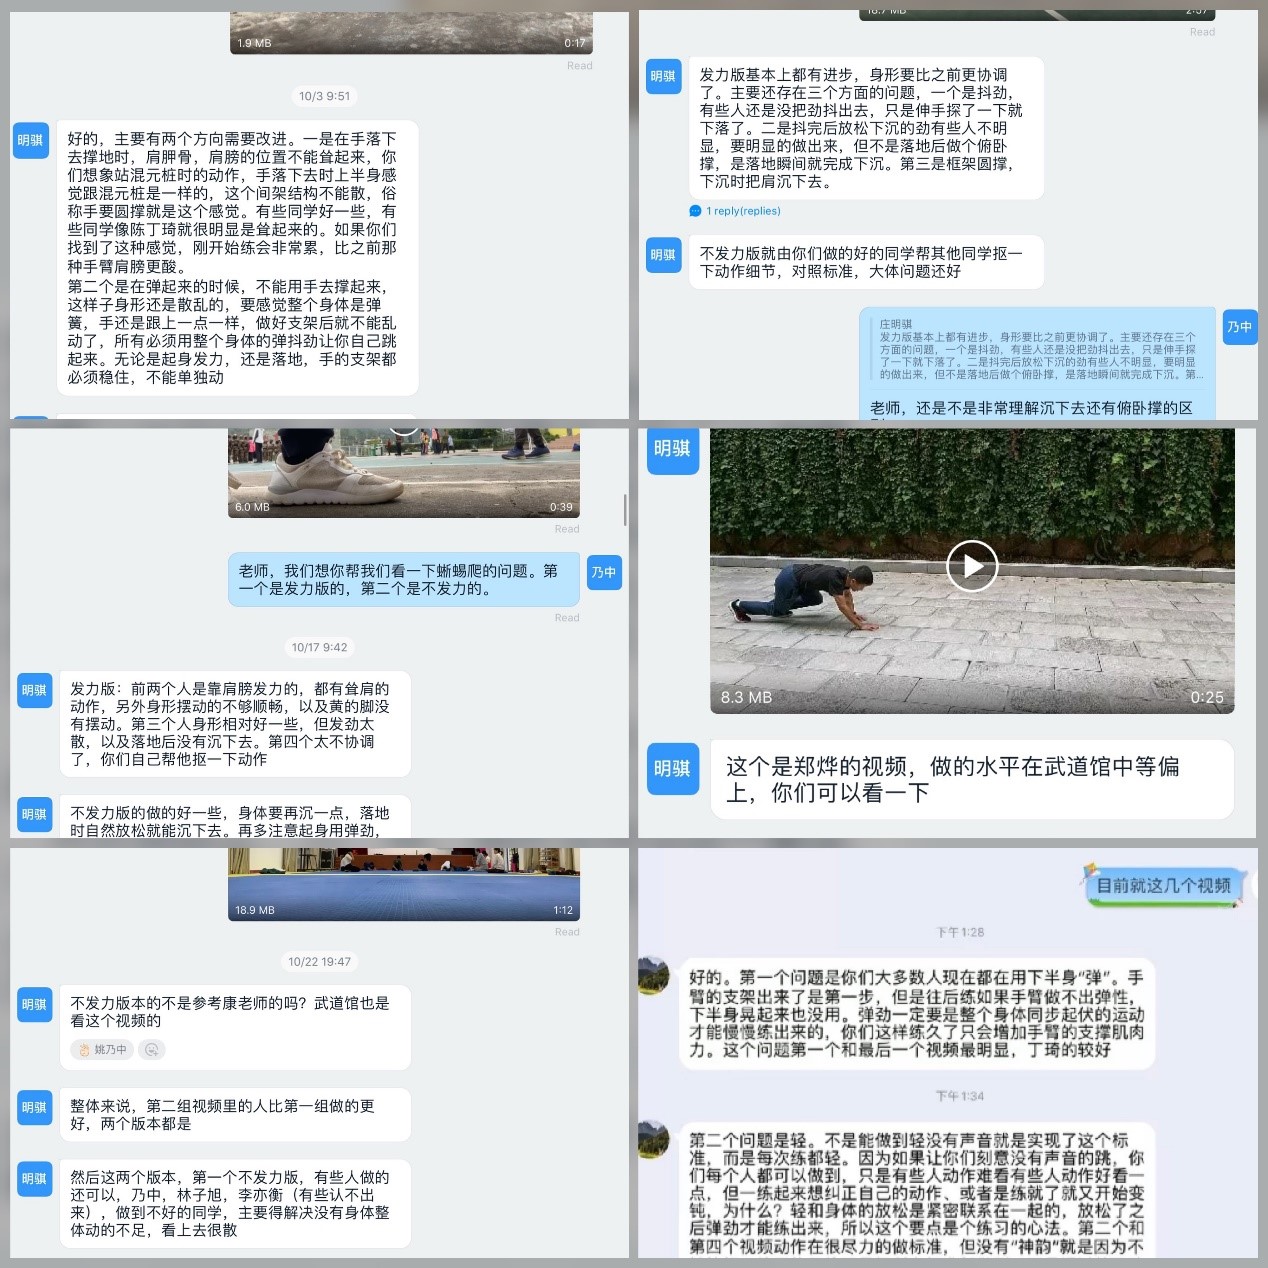 1.9 MB
0:17
Read
10/3 9:51
明骐
好的，主要有两个方向需要改进。一是在手落下
去撑地时，肩胛骨，肩膀的位置不能耸起来，你
们想象站混元桩时的动作，手落下去时上半身感
觉跟混元桩是一样的，这个间架结构不能散，俗
称手要圆撑就是这个感觉。有些同学好一些，有
些同学像陈丁琦就很明显是耸起来的。如果你们
找到了这种感觉，刚开始练会非常累，比之前那
种手臂肩膀更酸。
第二个是在弹起来的时候，不能用手去撑起来，
这样子身形还是散乱的，要感觉整个身体是弹
簧，手还是跟上一点一样，做好支架后就不能乱
动了，所有必须用整个身体的弹抖劲让你自己跳
起来。无论是起身发力，还是落地，手的支架都
必须稳住，不能单独动
18.7 MB
2:37
Read
明骐
发力版基本上都有进步，身形要比之前更协调
了。主要还存在三个方面的问题，一个是抖劲，
有些人还是没把劲抖出去，只是伸手探了一下就
下落了。二是抖完后放松下沉的劲有些人不明
显，要明显的做出来，但不是落地后做个俯卧
撑，是落地瞬间就完成下沉。第三是框架圆撑，
下沉时把肩沉下去。
1 reply(replies)
明骐
不发力版就由你们做的好的同学帮其他同学抠一
下动作细节，对照标准，大体问题还好
乃中
庄明骐
发力版基本上都有进步，身形要比之前更协调了。主要还存在三个
方面的问题，一个是抖劲，有些人还是没把劲抖出去，只是伸手探
了一下就下落了。二是抖完后放松下沉的劲有些人不明显，要明显
的做出来，但不是落地后做个俯卧撑，是落地瞬间就完成下沉。第...
老师，还是不是非常理解沉下去还有俯卧撑的区
6.0 MB
0:39
Read
老师，我们想你帮我们看一下蜥蜴爬的问题。第
一个是发力版的，第二个是不发力的。
乃中
Read
10/17 9:42
明骐
发力版：前两个人是靠肩膀发力的，都有耸肩的
动作，另外身形摆动的不够顺畅，以及黄的脚没
有摆动。第三个人身形相对好一些，但发劲太
散，以及落地后没有沉下去。第四个太不协调
了，你们自己帮他抠一下动作
明骐
不发力版的做的好一些，身体要再沉一点，落地
时自然放松就能沉下去。再多注意起身用弹劲，
明骐
8.3 MB
0:25
明骐
这个是郑烨的视频，做的水平在武道馆中等偏
上，你们可以看一下
18.9 MB
1:12
Read
10/22 19:47
明骐
不发力版本的不是参考康老师的吗？武道馆也是
看这个视频的
姚乃中
明骐
整体来说，第二组视频里的人比第一组做的更
好，两个版本都是
明骐
然后这两个版本，第一个不发力版，有些人做的
还可以，乃中，林子旭，李亦衡（有些认不出
来），做到不好的同学，主要得解决没有身体整
体动的不足，看上去很散
目前就这几个视频
下午1:28
好的。第一个问题是你们大多数人现在都在用下半身“弹”。手
臂的支架出来了是第一步，但是往后练如果手臂做不出弹性，
下半身晃起来也没用。弹劲一定要是整个身体同步起伏的运动
才能慢慢练出来的，你们这样练久了只会增加手臂的支撑肌肉
力。这个问题第一个和最后一个视频最明显，丁琦的较好
下午1:34
第二个问题是轻。不是能做到轻没有声音就是实现了这个标
准，而是每次练都轻。因为如果让你们刻意没有声音的跳，你
们每个人都可以做到，只是有些人动作难看有些人动作好看一
点，但一练起来想纠正自己的动作、或者是练就了就又开始变
钝，为什么？轻和身体的放松是紧密联系在一起的，放松了之
后弹劲才能练出来，所以这个要点是个练习的心法。第二个和
第四个视频动作在很尽力的做标准，但没有“神韵”就是因为不